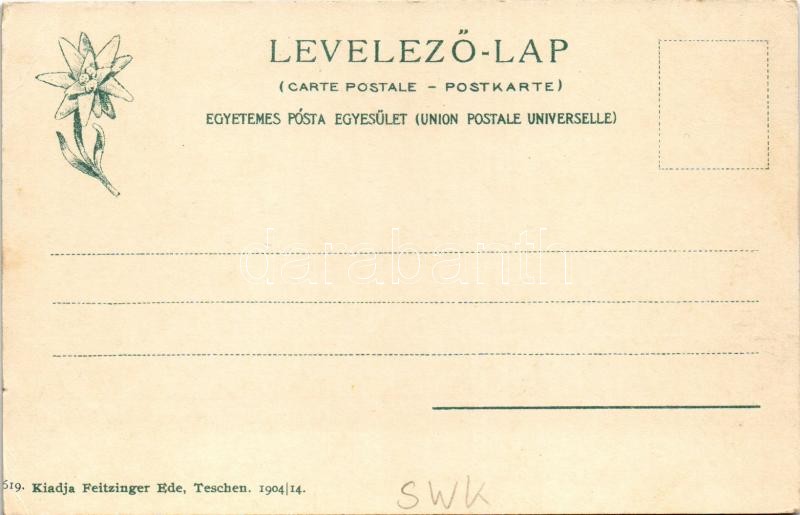 LEVELEZŐ-LAP
(CARTE POSTALE – POSTKARTE)
EGYETEMES PÓSTA EGYESÜLET (UNION POSTALE UNIVERSELLE)
darabanth
619. Kiadja Feitzinger Ede, Teschen. 1904|14.
SWK